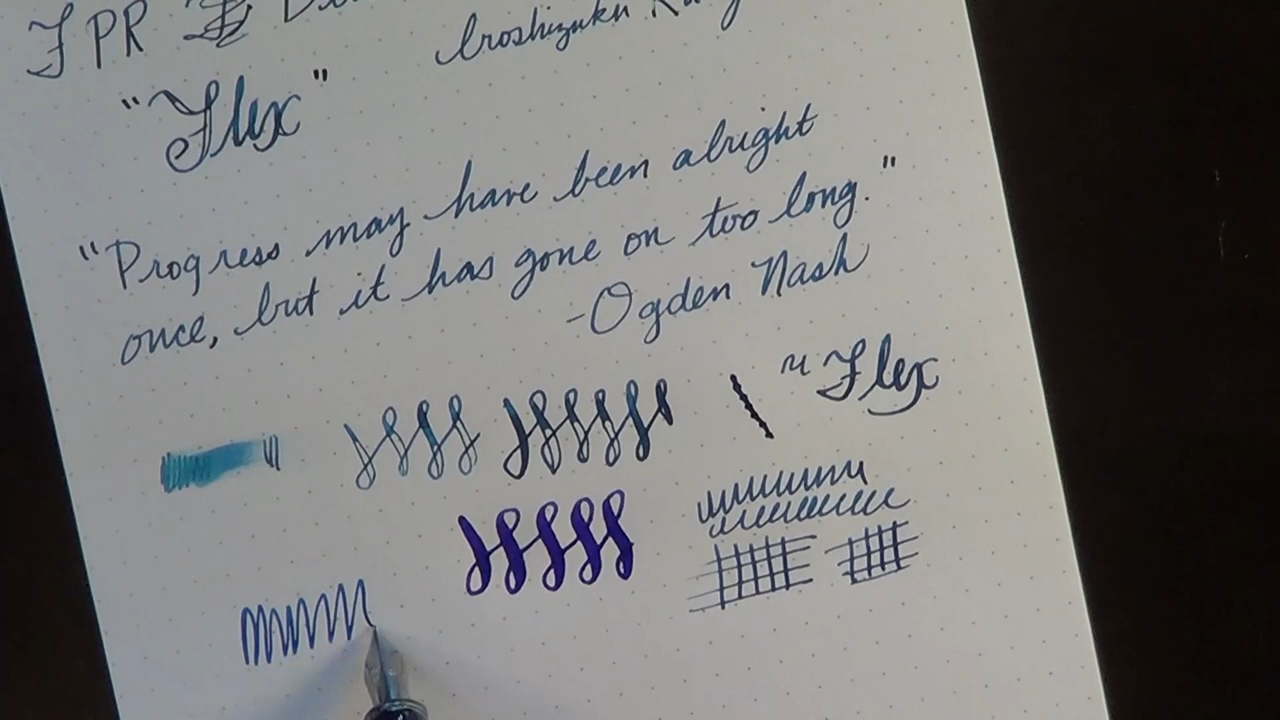 FPR
Iroshizuku
"Flex"
"Progress may have been alright
once, but it has gone on too long."
-Ogden Nash
Flex